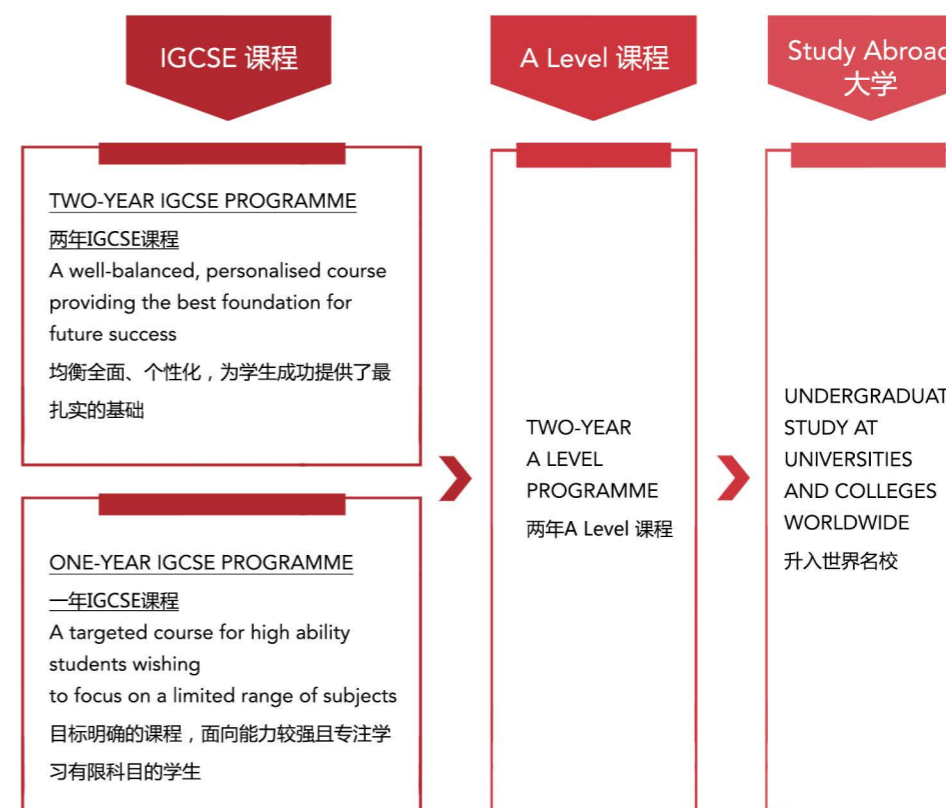 IGCSE 课程
A Level 课程
Study Abroad
大学
TWO-YEAR IGCSE PROGRAMME
两年IGCSE课程
A well-balanced, personalised course
providing the best foundation for
future success
均衡全面、个性化，为学生成功提供了最
扎实的基础
ONE-YEAR IGCSE PROGRAMME
一年IGCSE课程
A targeted course for high ability
students wishing
to focus on a limited range of subjects
目标明确的课程，面向能力较强且专注学
习有限科目的学生
TWO-YEAR
A LEVEL
PROGRAMME
两年A Level 课程
UNDERGRADUAT
STUDY AT
UNIVERSITIES
AND COLLEGES
WORLDWIDE
升入世界名校